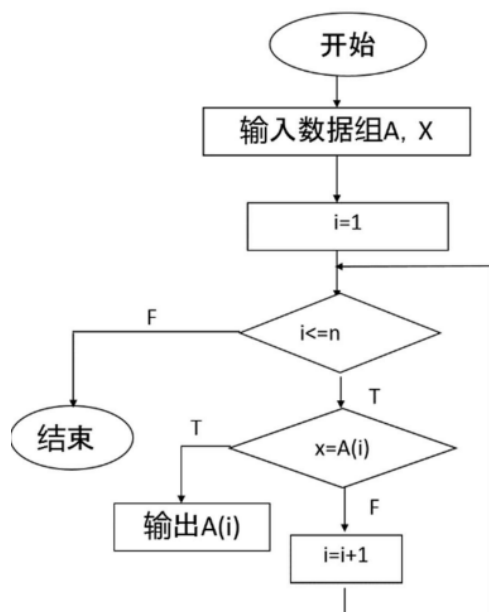 开始
输入数据组A, X
i=1
F
i<=n
T
结束
T
x=A(i)
F
输出A(i)
i=i+1